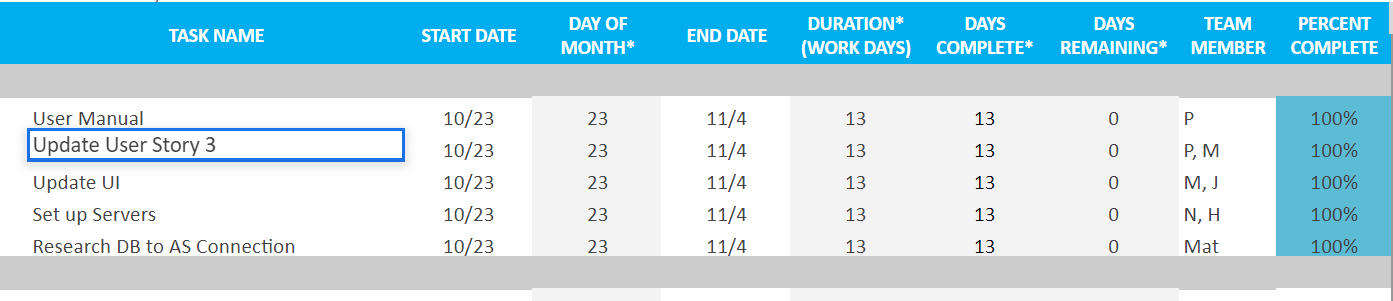 TASK NAME START DATE DAY OF MONTH* END DATE DURATION* (WORK DAYS) DAYS COMPLETE* DAYS REMAINING* TEAM MEMBER PERCENT COMPLETE
User Manual 10/23 23 11/4 13 13 0 P 100%
Update User Story 3 10/23 23 11/4 13 13 0 P, M 100%
Update UI 10/23 23 11/4 13 13 0 M, J 100%
Set up Servers 10/23 23 11/4 13 13 0 N, H 100%
Research DB to AS Connection 10/23 23 11/4 13 13 0 Mat 100%